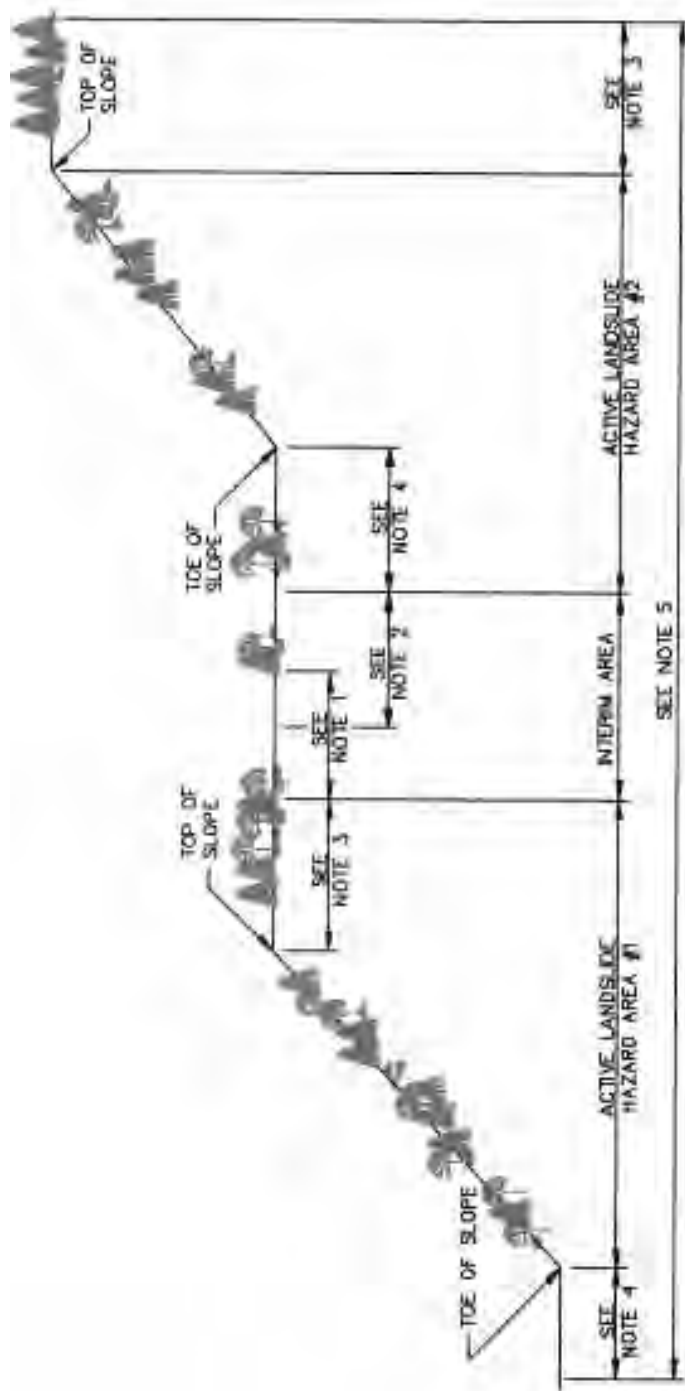 TOP OF
SLOPE
TOE OF
SLOPE
TOP OF
SLOPE
TOE OF SLOPE
SEE
NOTE 3
SEE
NOTE 1
SEE
NOTE 2
SEE
NOTE 4
SEE
NOTE 4
ACTIVE LANDSLIDE
HAZARD AREA #1
INTERIM AREA
ACTIVE LANDSLIDE
HAZARD AREA #2
SEE
NOTE 3
SEE NOTE 5